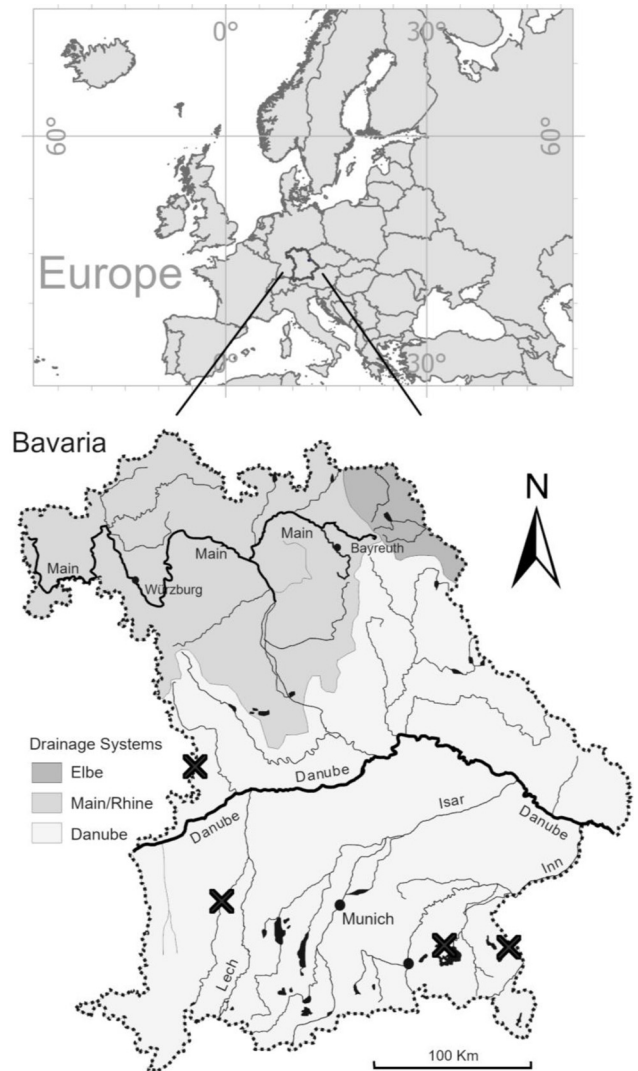 0°
30°
60°
60°
Europe
0°
30°
Bavaria
N
Main
Main
Main
Bayreuth
Würzburg
Drainage Systems
Elbe
Main/Rhine
Danube
Danube
Danube
Isar
Danube
Inn
Munich
Lech
100 Km